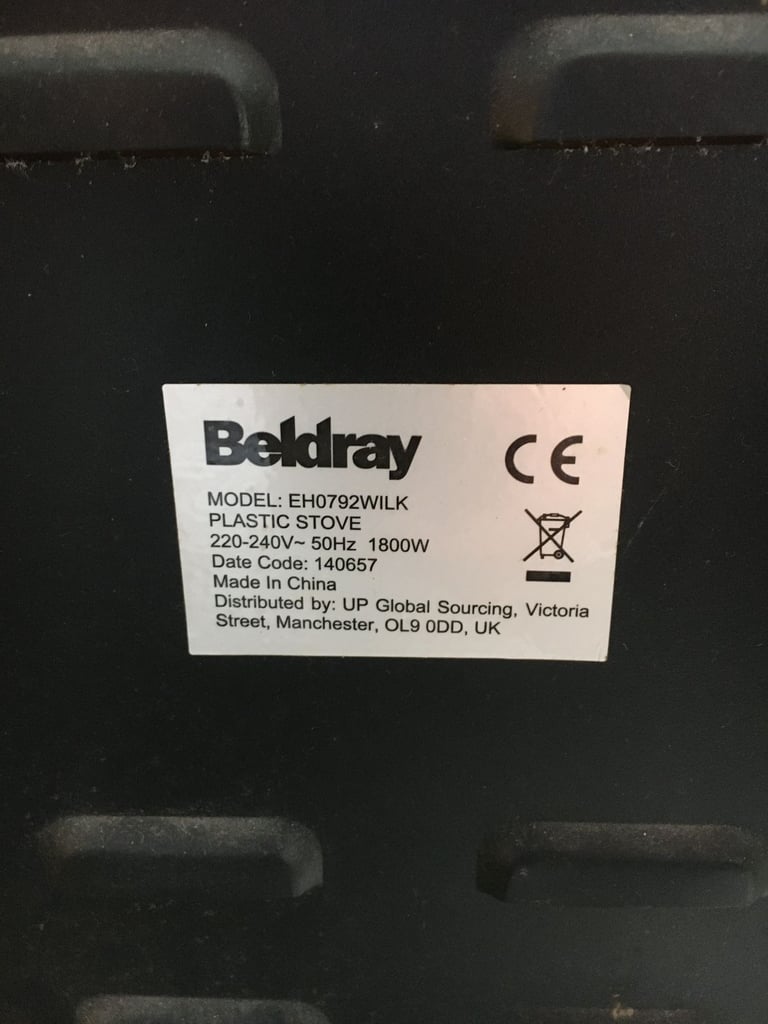 Beldray
CE
MODEL: EH0792WILK
PLASTIC STOVE
220-240V~ 50Hz 1800W
Date Code: 140657
Made In China
Distributed by: UP Global Sourcing, Victoria
Street, Manchester, OL9 0DD, UK